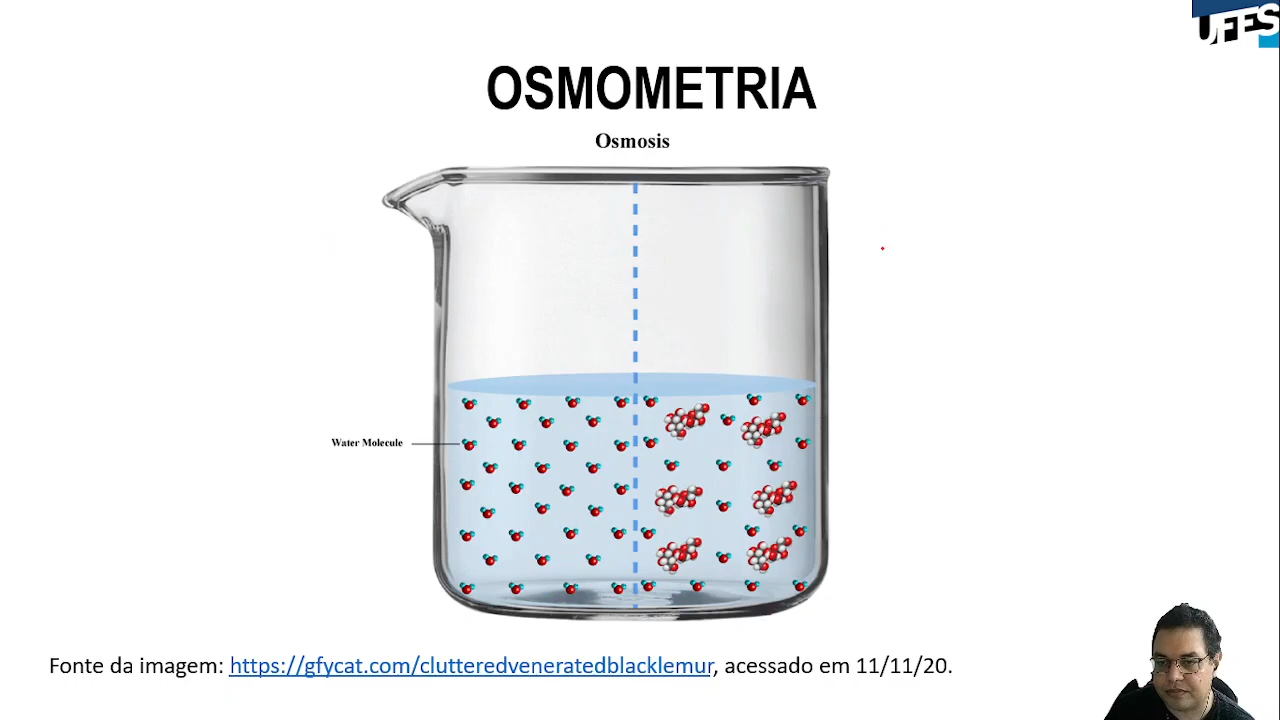 UFES
OSMOMETRIA
Osmosis
Water Molecule
Fonte da imagem: https://gfycat.com/clutteredveneratedblacklemur, acessado em 11/11/20.